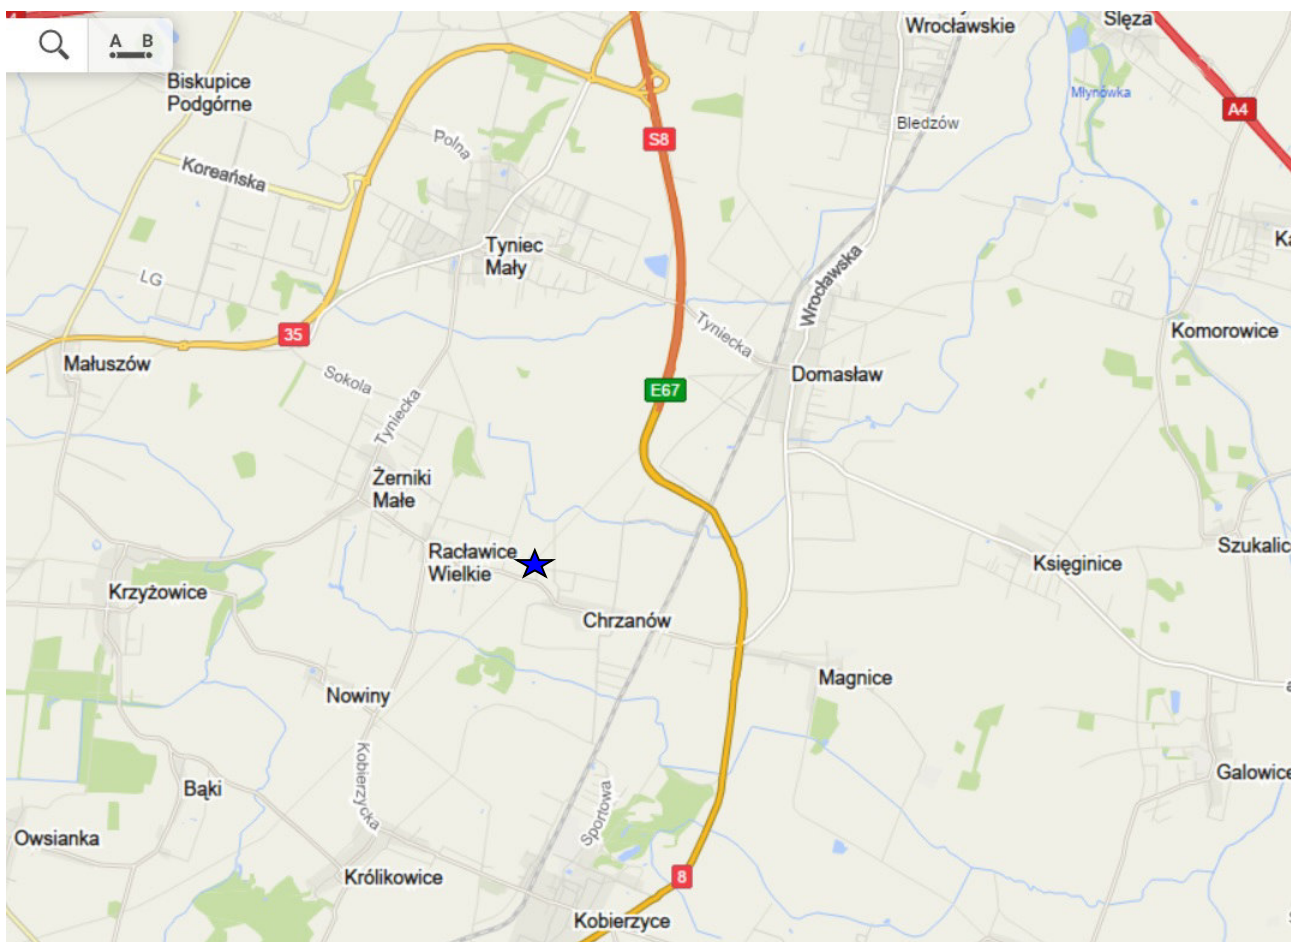 A B
Wrocławskie
Slęza
Biskupice
Podgórne
Młynówka
A4
Bledzów
S8
Polna
Koreańska
Tyniec
Mały
LG
Wrocławska
35
Tyniecka
Komorowice
Małuszów
Sokola
Domasław
E67
Tyniecka
Żerniki
Małe
Racławice
Wielkie
Szukalic
Księginice
Krzyżowice
Chrzanów
Magnice
Nowiny
Kobierzycka
Galowice
Bąki
Sportowa
Owsianka
Królikowice
8
Kobierzyce